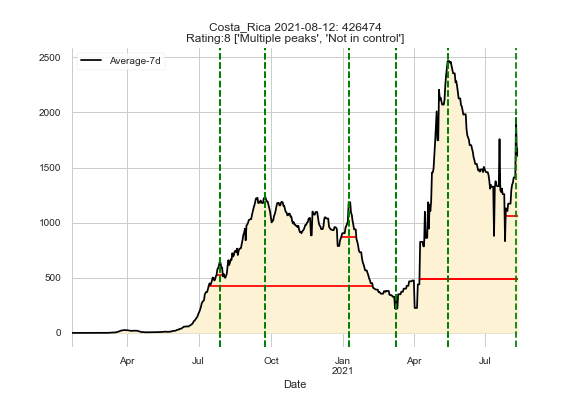 Costa_Rica 2021-08-12: 426474
Rating:8 ['Multiple peaks', 'Not in control']
2500
Average-7d
2000
1500
1000
500
0
Apr
Jul
Oct
Jan
2021
Apr
Jul
Date